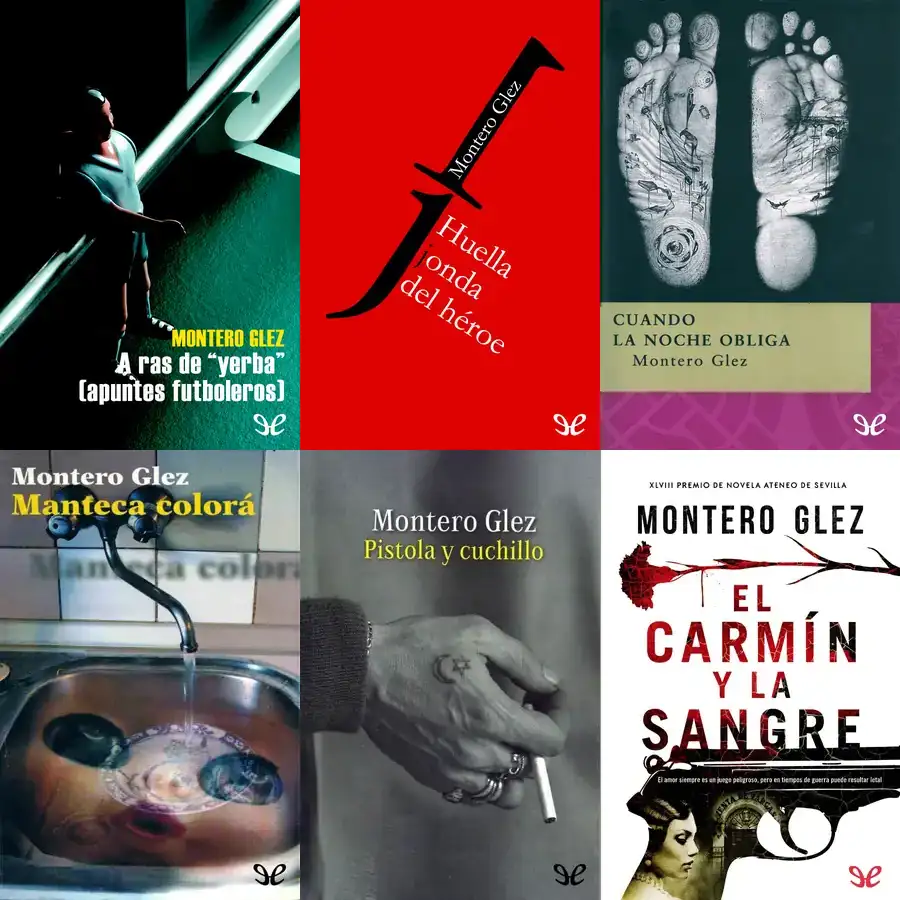 MONTERO GLEZ
A ras de “yerba”
(apuntes futboleros)
Montero Glez
Huella
jonda
del héroe
CUANDO
LA NOCHE OBLIGA
Montero Glez
Montero Glez
Manteca colorá
Manteca colorá
Montero Glez
Pistola y cuchillo
XLVIII PREMIO DE NOVELA ATENEO DE SEVILLA
MONTERO GLEZ
EL
CARMÍN
Y LA
SANGRE
El amor siempre es un juego peligroso, pero en tiempos de guerra puede resultar letal